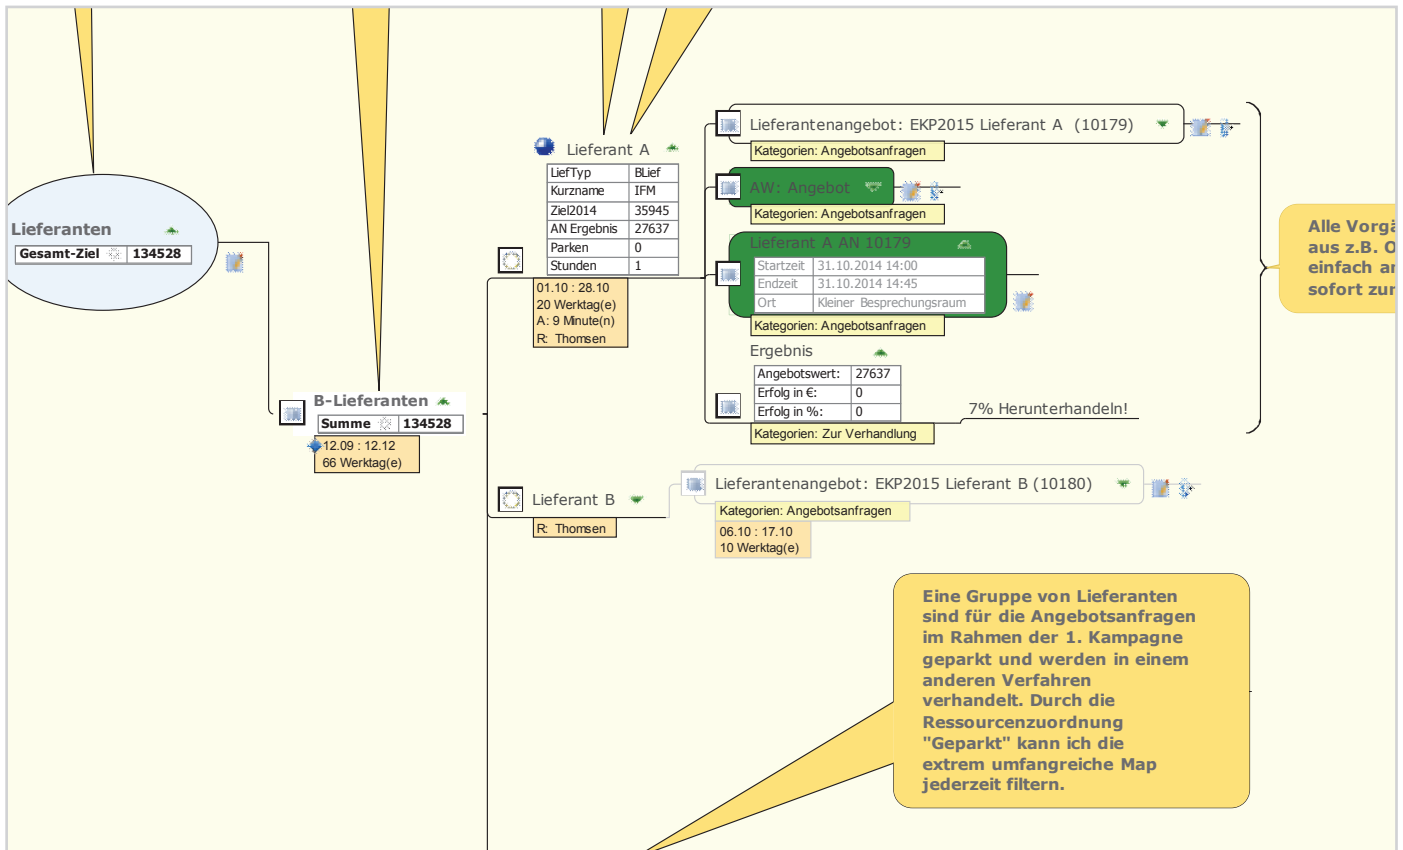 Lieferanten
Gesamt-Ziel 134528
B-Lieferanten
Summe 134528
12.09 : 12.12
66 Werktag(e)
Lieferant A
LiefTyp BLief
Kurzname IFM
Ziel2014 35945
AN Ergebnis 27637
Parken 0
Stunden 1
01.10 : 28.10
20 Werktag(e)
A: 9 Minute(n)
R: Thomsen
Lieferantenangebot: EKP2015 Lieferant A (10179)
Kategorien: Angebotsanfragen
AW: Angebot
Kategorien: Angebotsanfragen
Lieferant A AN 10179
Startzeit 31.10.2014 14:00
Endzeit 31.10.2014 14:45
Ort Kleiner Besprechungsraum
Kategorien: Angebotsanfragen
Ergebnis
Angebotswert: 27637
Erfolg in €: 0
Erfolg in %: 0
Kategorien: Zur Verhandlung
7% Herunterhandeln!
Alle Vorgä
aus z.B. O
einfach a
sofort zu
Lieferant B
R: Thomsen
Lieferantenangebot: EKP2015 Lieferant B (10180)
Kategorien: Angebotsanfragen
06.10 : 17.10
10 Werktag(e)
Eine Gruppe von Lieferanten
sind für die Angebotsanfragen
im Rahmen der 1. Kampagne
geparkt und werden in einem
anderen Verfahren
verhandelt. Durch die
Ressourcenzuordnung
"Geparkt" kann ich die
extrem umfangreiche Map
jederzeit filtern.